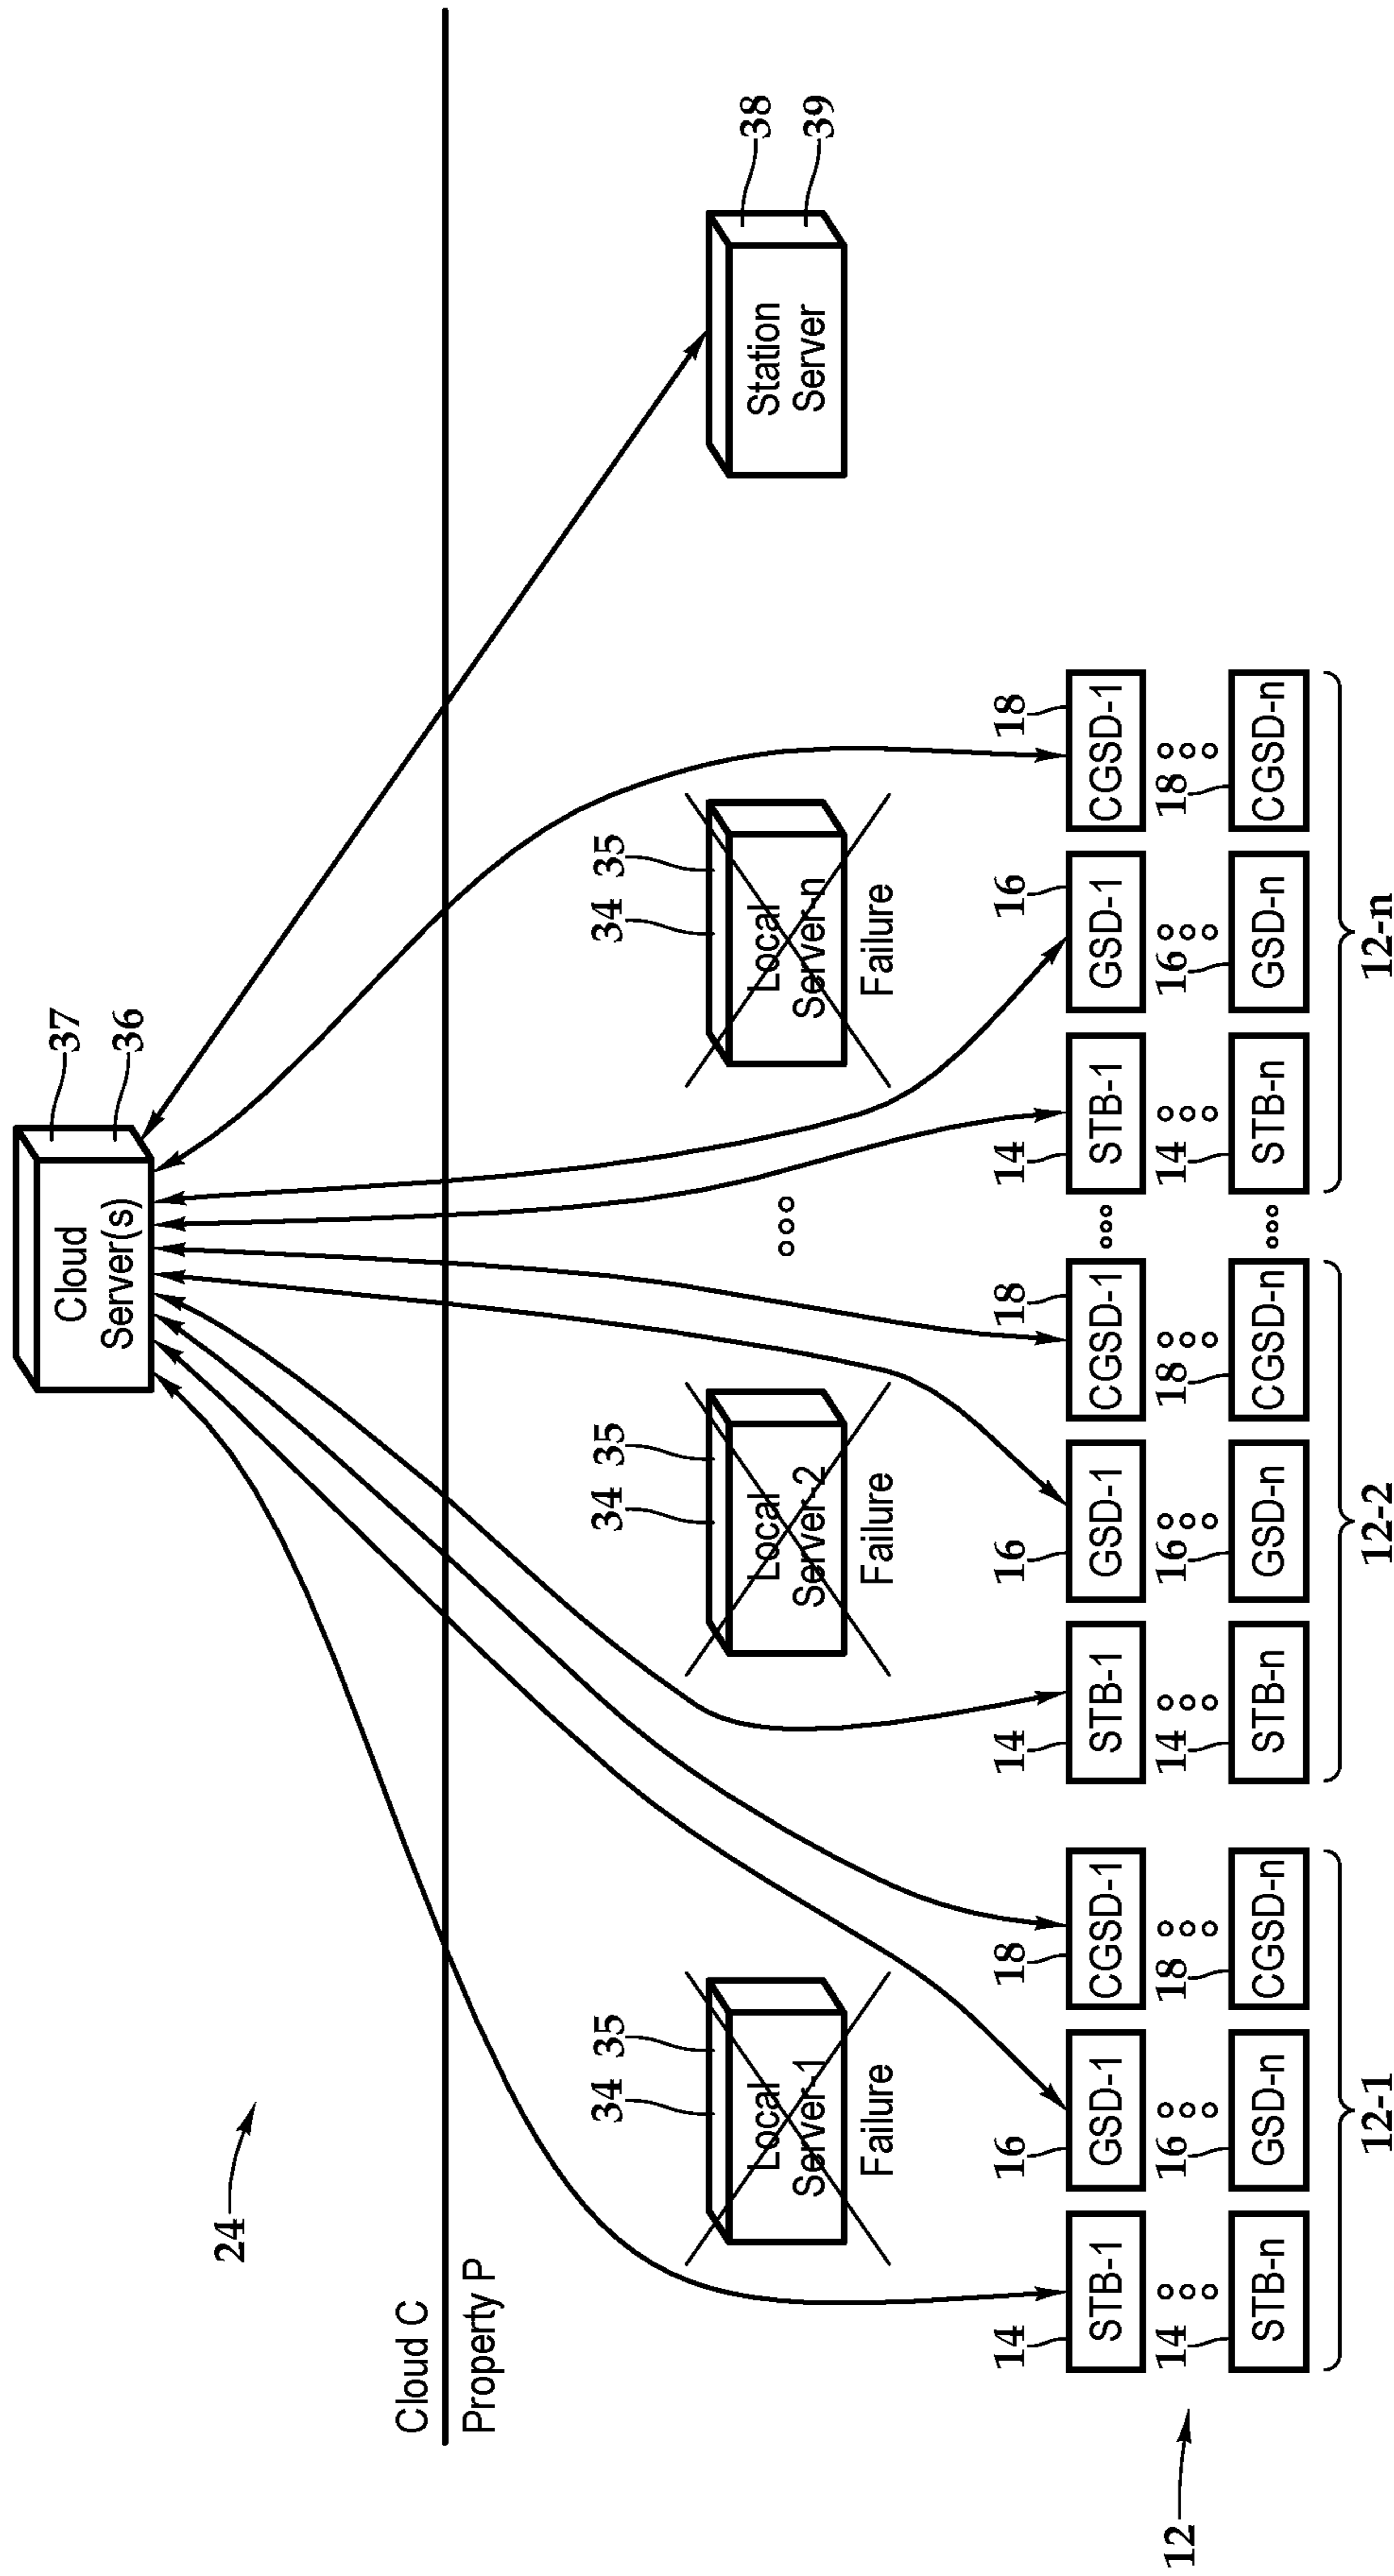 Cloud
Server(s)
37
36
24
Cloud C
Property P
34
35
Local
Server-1
Failure
34
35
Local
Server-2
Failure
34
35
Local
Server-n
Failure
Station
Server
38
39
12
14
STB-1
16
GSD-1
18
CGSD-1
14
STB-1
16
GSD-1
18
CGSD-1
14
STB-1
16
GSD-1
18
CGSD-1
14
STB-n
16
GSD-n
18
CGSD-n
14
STB-n
16
GSD-n
18
CGSD-n
14
STB-n
16
GSD-n
18
CGSD-n
12-1
12-2
12-n